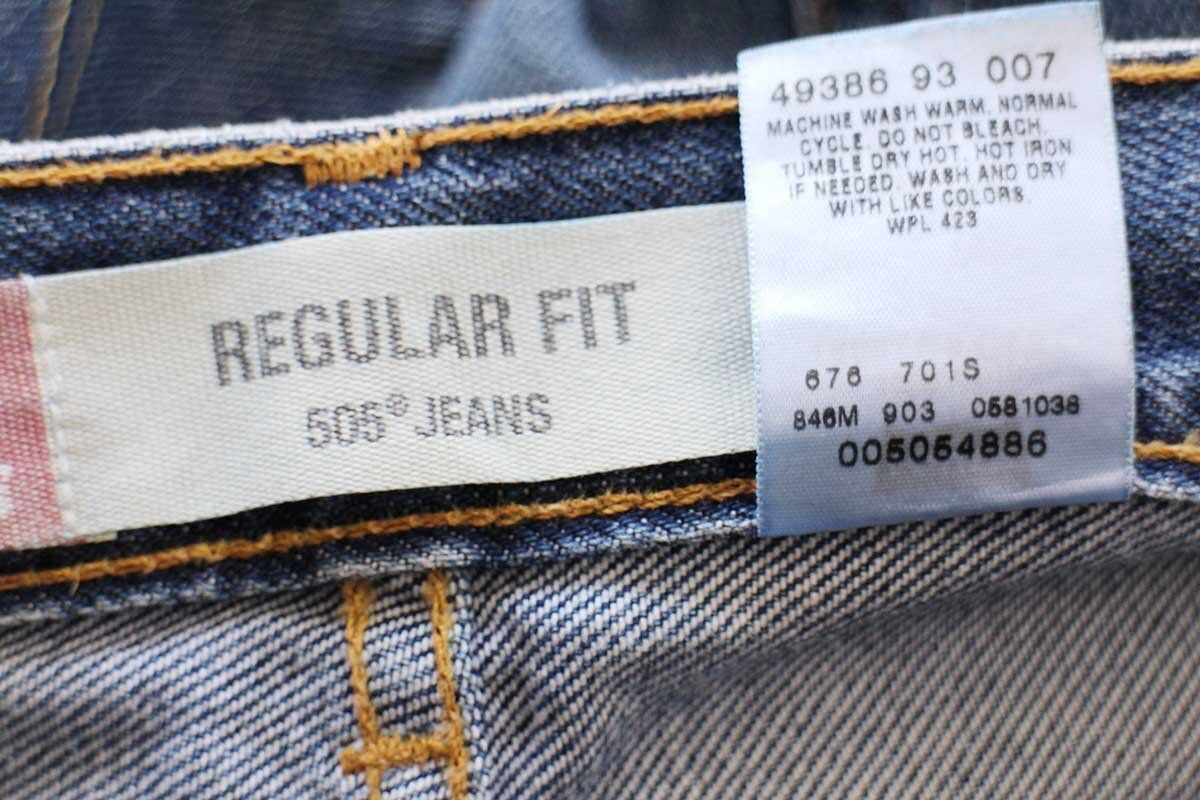 REGULAR FIT
505® JEANS
49386 93 007
MACHINE WASH WARM, NORMAL
CYCLE. DO NOT BLEACH.
TUMBLE DRY HOT. HOT IRON
IF NEEDED. WASH AND DRY
WITH LIKE COLORS.
WPL 423
676 701S
846M 903 0581038
005054886